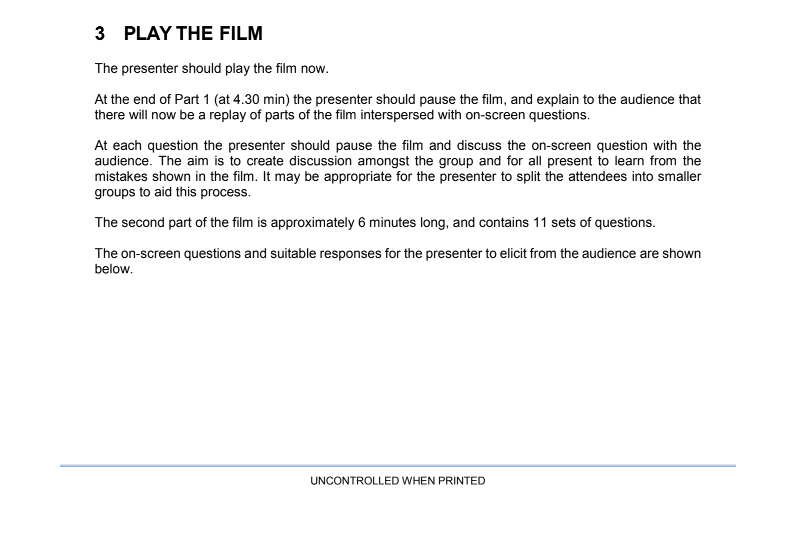 3 PLAY THE FILM
The presenter should play the film now.
At the end of Part 1 (at 4.30 min) the presenter should pause the film, and explain to the audience that
there will now be a replay of parts of the film interspersed with on-screen questions.
At each question the presenter should pause the film and discuss the on-screen question with the
audience. The aim is to create discussion amongst the group and for all present to learn from the
mistakes shown in the film. It may be appropriate for the presenter to split the attendees into smaller
groups to aid this process.
The second part of the film is approximately 6 minutes long, and contains 11 sets of questions.
The on-screen questions and suitable responses for the presenter to elicit from the audience are shown
below.
UNCONTROLLED WHEN PRINTED